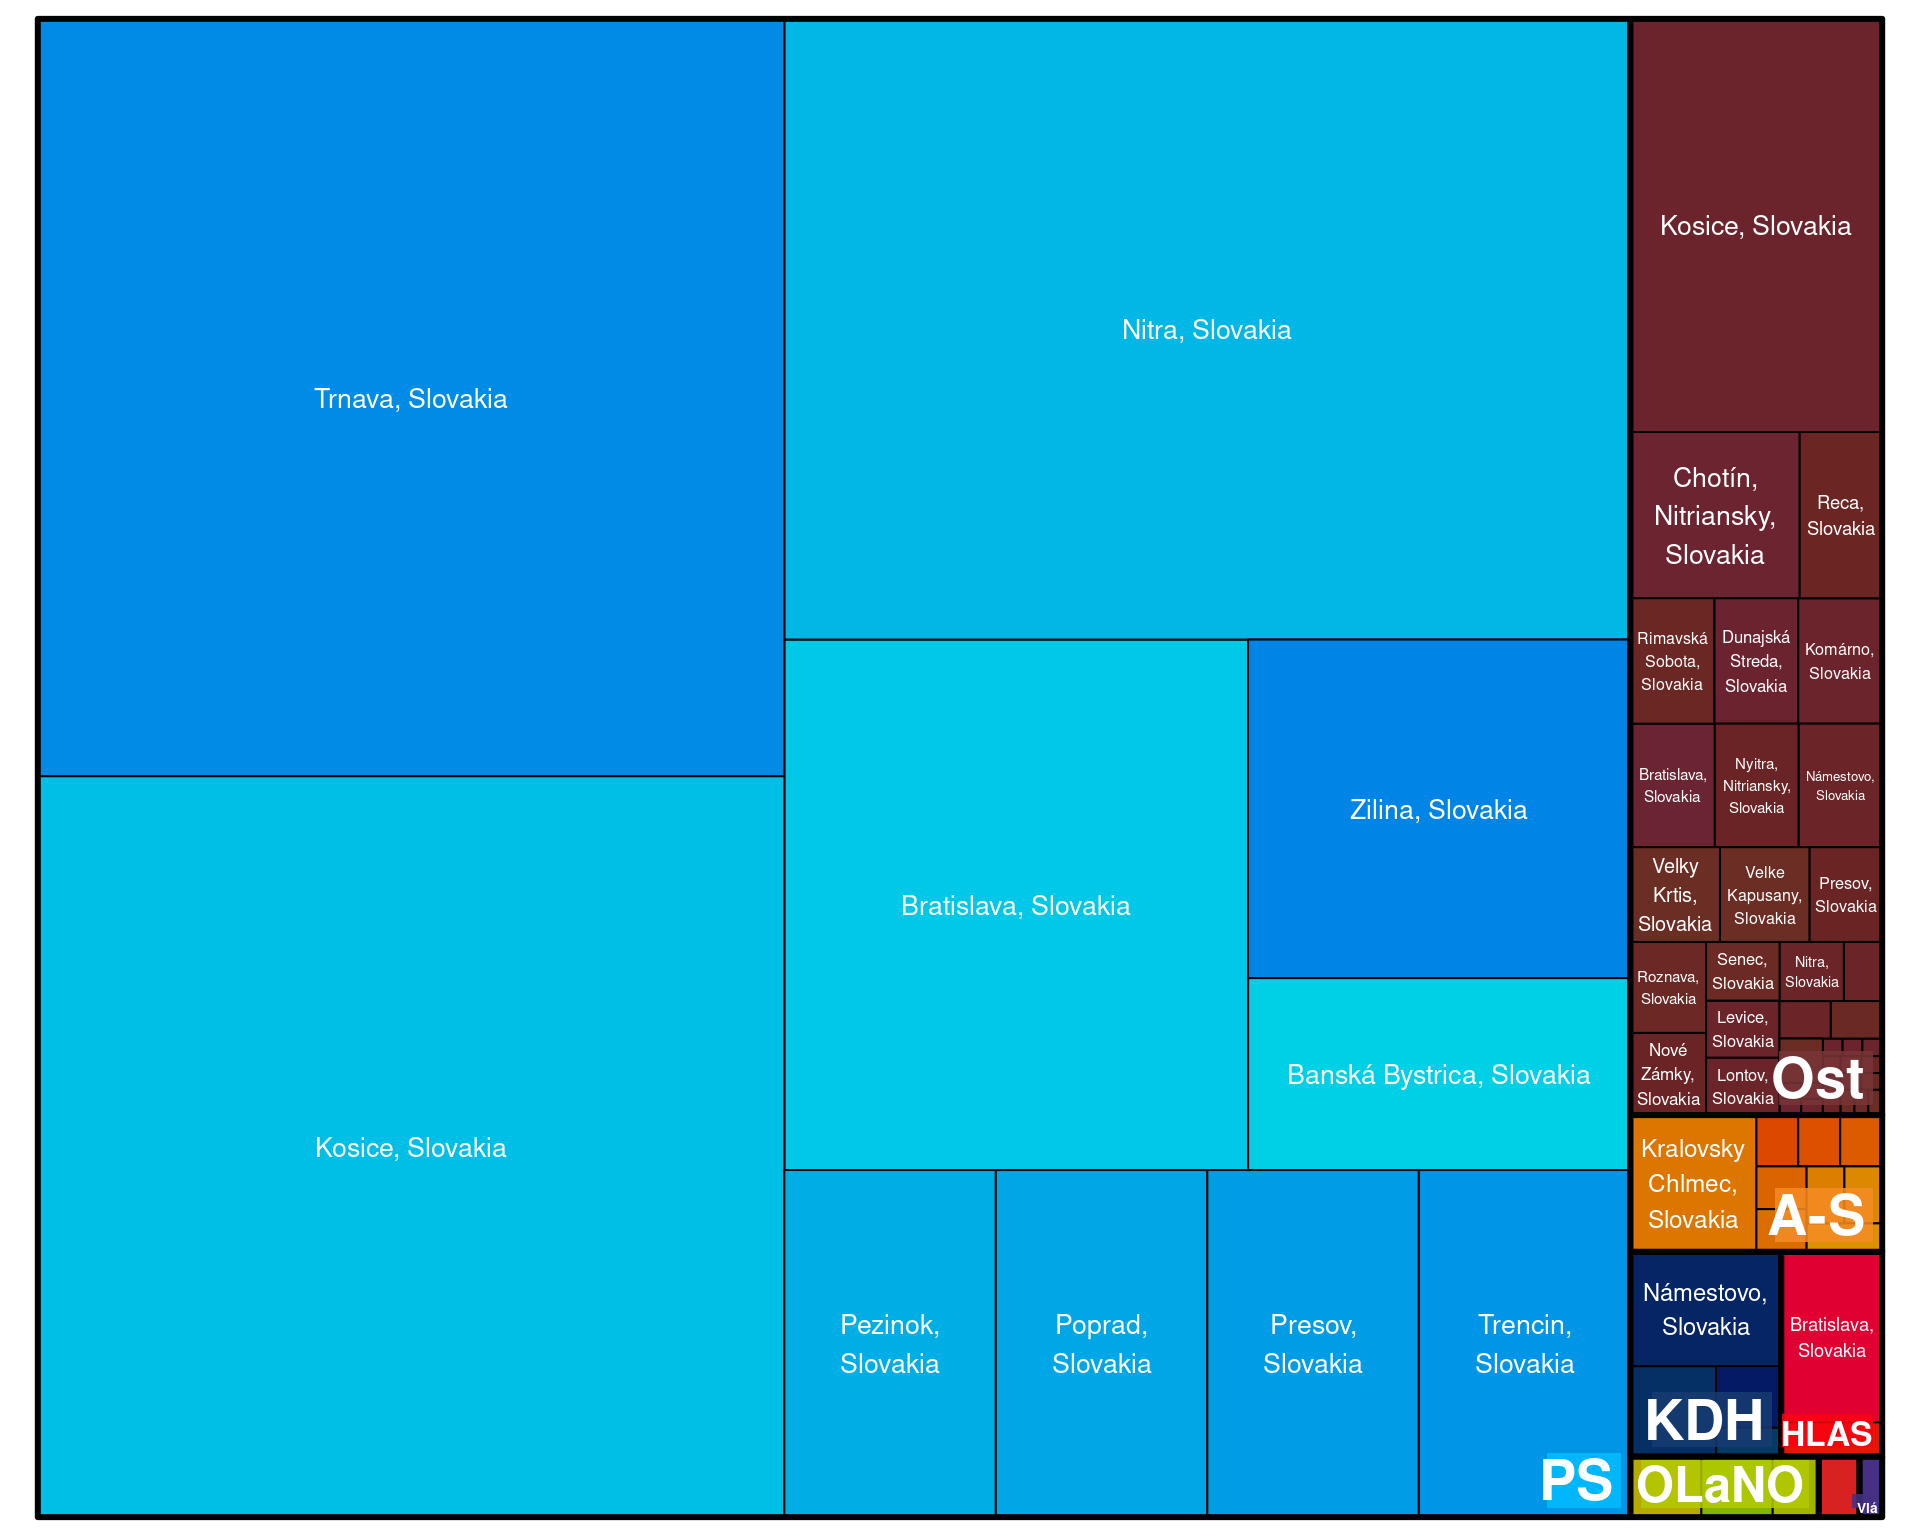 Trnava, Slovakia
Kosice, Slovakia
Nitra, Slovakia
Bratislava, Slovakia
Zilina, Slovakia
Banská Bystrica, Slovakia
Pezinok,
Slovakia
Poprad,
Slovakia
Presov,
Slovakia
Trencin,
Slovakia
PS
Kosice, Slovakia
Chotín,
Nitriansky,
Slovakia
Reca,
Slovakia
Rimavská
Sobota,
Slovakia
Dunajská
Streda,
Slovakia
Komárno,
Slovakia
Bratislava,
Slovakia
Nyitra,
Nitriansky,
Slovakia
Námestovo,
Slovakia
Velky
Krtis,
Slovakia
Velke
Kapusany,
Slovakia
Presov,
Slovakia
Roznava,
Slovakia
Senec,
Slovakia
Nitra,
Slovakia
Levice,
Slovakia
Nové
Zámky,
Slovakia
Lontov,
Slovakia
Ost
Kralovsky
Chlmec,
Slovakia
A-S
Námestovo,
Slovakia
KDH
Bratislava,
Slovakia
HLAS
OLaNO
Vlá